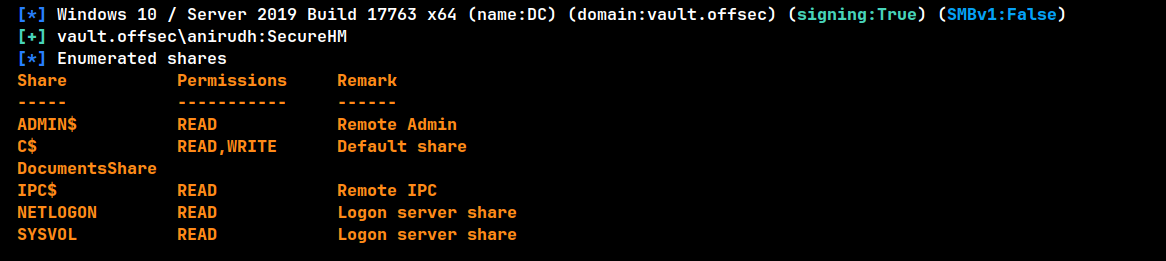 [*] Windows 10 / Server 2019 Build 17763 x64 (name:DC) (domain:vault.offsec) (signing:True) (SMBv1:False)
[+] vault.offsec\anirudh:SecureHM
[*] Enumerated shares
Share           Permissions     Remark
-----           -----------     ------
ADMIN$          READ            Remote Admin
C$              READ,WRITE      Default share
DocumentsShare
IPC$            READ            Remote IPC
NETLOGON        READ            Logon server share
SYSVOL          READ            Logon server share